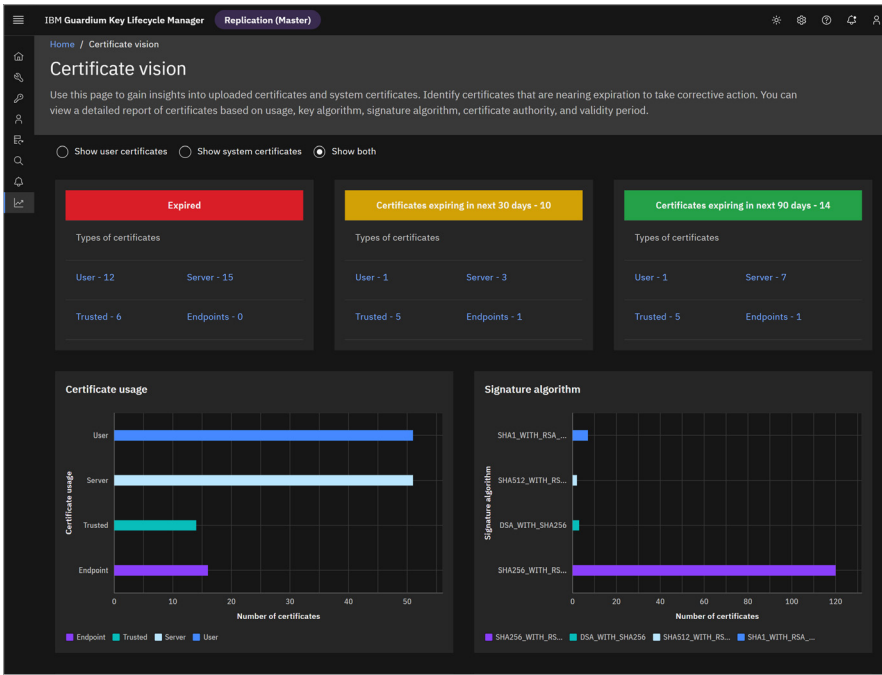 IBM Guardium Key Lifecycle Manager Replication (Master)
Home / Certificate vision
Certificate vision
Use this page to gain insights into uploaded certificates and system certificates. Identify certificates that are nearing expiration to take corrective action. You can
view a detailed report of certificates based on usage, key algorithm, signature algorithm, certificate authority, and validity period.
Show user certificates Show system certificates Show both
Expired
Types of certificates
User - 12 Server - 15
Trusted - 6 Endpoints - 0
Certificates expiring in next 30 days - 10
Types of certificates
User - 1 Server - 3
Trusted - 5 Endpoints - 1
Certificates expiring in next 90 days - 14
Types of certificates
User - 1 Server - 7
Trusted - 5 Endpoints - 1
Certificate usage
Certificate usage
User
Server
Trusted
Endpoint
0 10 20 30 40 50
Number of certificates
Endpoint Trusted Server User
Signature algorithm
Signature algorithm
SHA1_WITH_RSA_...
SHA512_WITH_RS...
DSA_WITH_SHA256
SHA256_WITH_RS...
0 20 40 60 80 100 120
Number of certificates
SHA256_WITH_RS... DSA_WITH_SHA256 SHA512_WITH_RS... SHA1_WITH_RSA_...